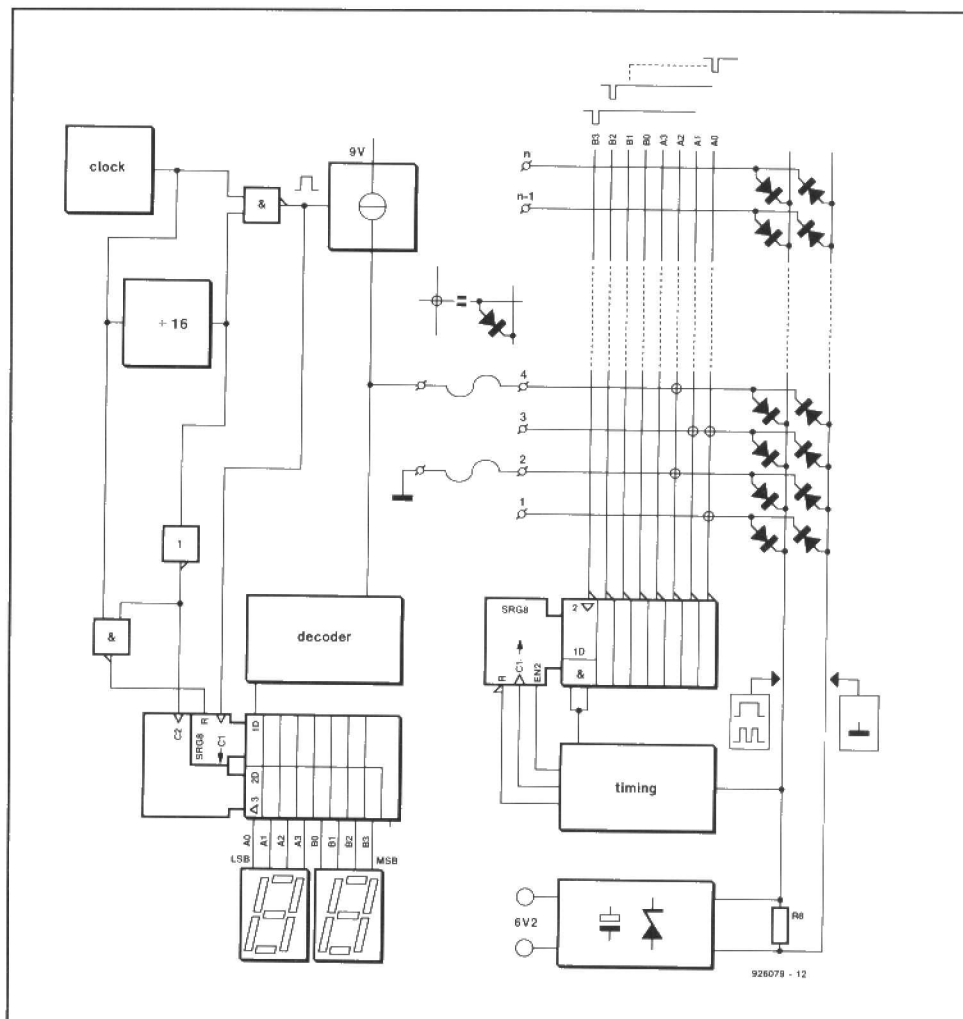 clock
9V
&
÷ 16
1
&
decoder
C2
R
SRG8
C1
1D
2D
3
A0
A1
A2
A3
B0
B1
B2
B3
LSB
MSB
B3
B2
B1
B0
A3
A2
A1
A0
n
n-1
4
3
2
1
SRG8
R
C1
EN2
2
1D
&
timing
6V2
R6
926079 - 12